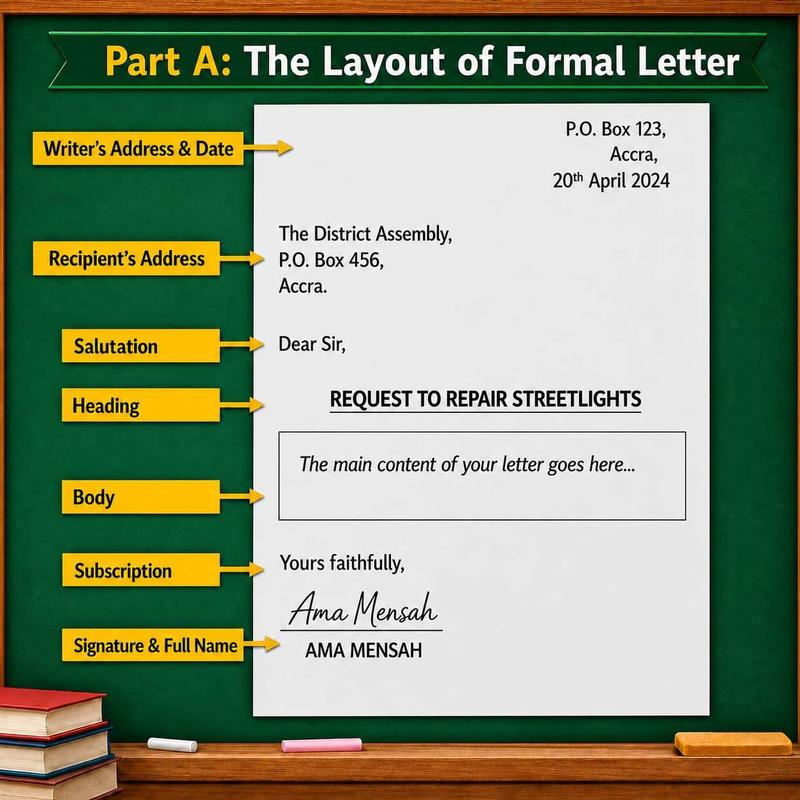 Part A: The Layout of Formal Letter
Writer's Address & Date
P.O. Box 123,
Accra,
20th April 2024
Recipient's Address
The District Assembly,
P.O. Box 456,
Accra.
Salutation
Dear Sir,
Heading
REQUEST TO REPAIR STREETLIGHTS
Body
The main content of your letter goes here...
Subscription
Yours faithfully,
Ama Mensah
Signature & Full Name
AMA MENSAH